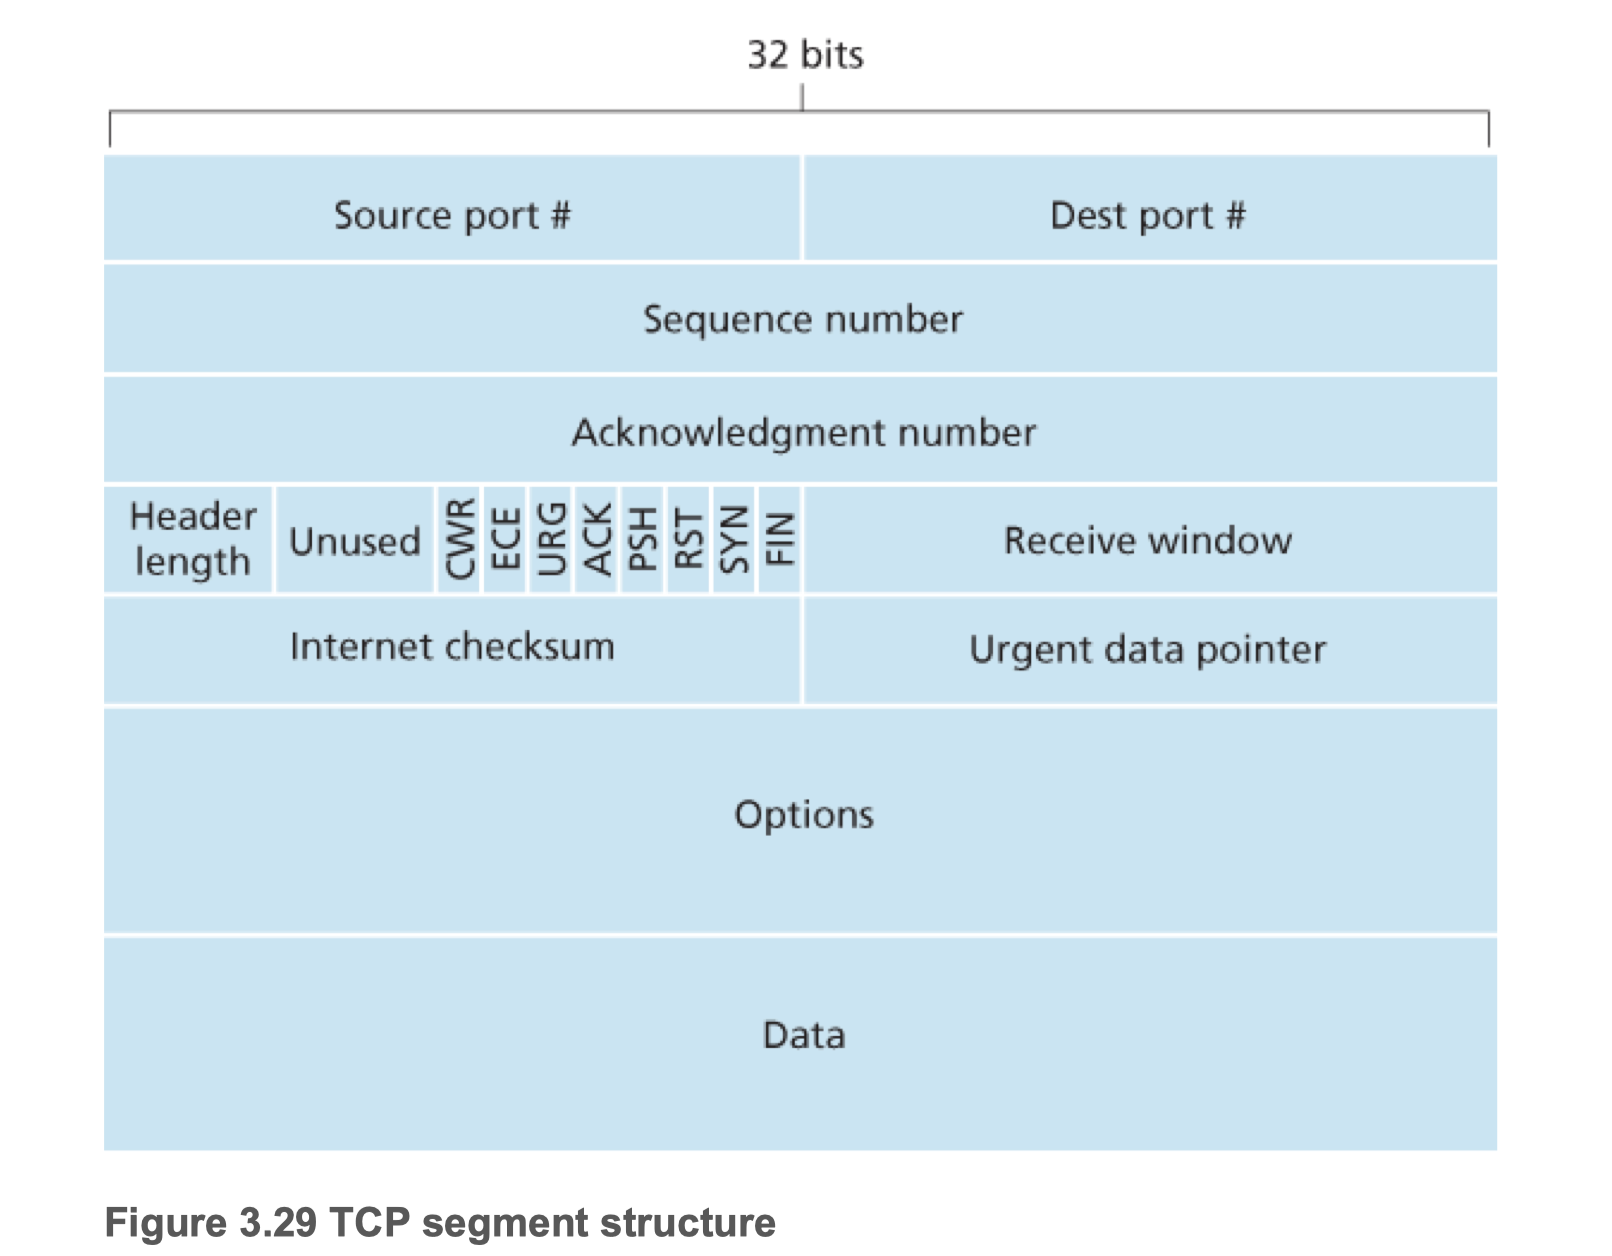 32 bits
Source port #
Dest port #
Sequence number
Acknowledgment number
Header
length
Unused
CWR
ECE
URG
ACK
PSH
RST
SYN
FIN
Receive window
Internet checksum
Urgent data pointer
Options
Data
Figure 3.29 TCP segment structure